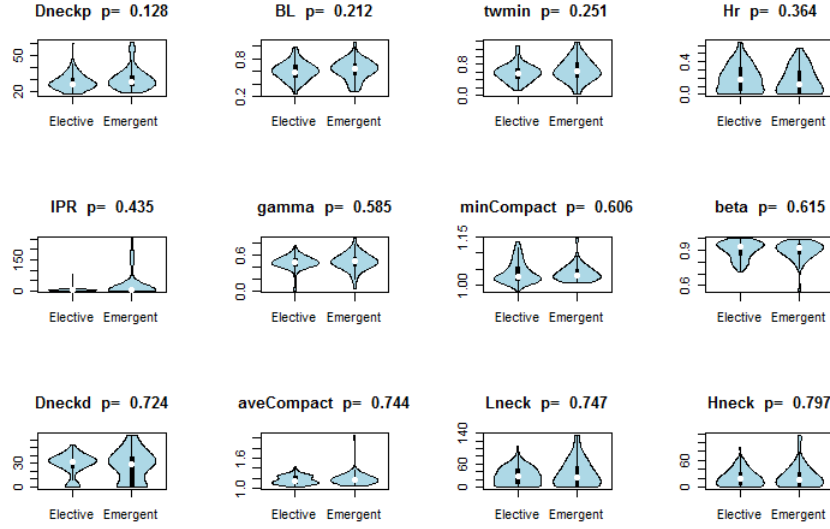 Dneckp p= 0.128
BL p= 0.212
twmin p= 0.251
Hr p= 0.364
50
20
0.8
0.2
0.8
0.0
0.4
0.0
Elective Emergent
Elective Emergent
Elective Emergent
Elective Emergent
IPR p= 0.435
gamma p= 0.585
minCompact p= 0.606
beta p= 0.615
150
0
0.6
0.0
1.15
1.00
0.9
0.6
Elective Emergent
Elective Emergent
Elective Emergent
Elective Emergent
Dneckd p= 0.724
aveCompact p= 0.744
Lneck p= 0.747
Hneck p= 0.797
30
0
1.6
1.0
140
60
0
60
0
Elective Emergent
Elective Emergent
Elective Emergent
Elective Emergent